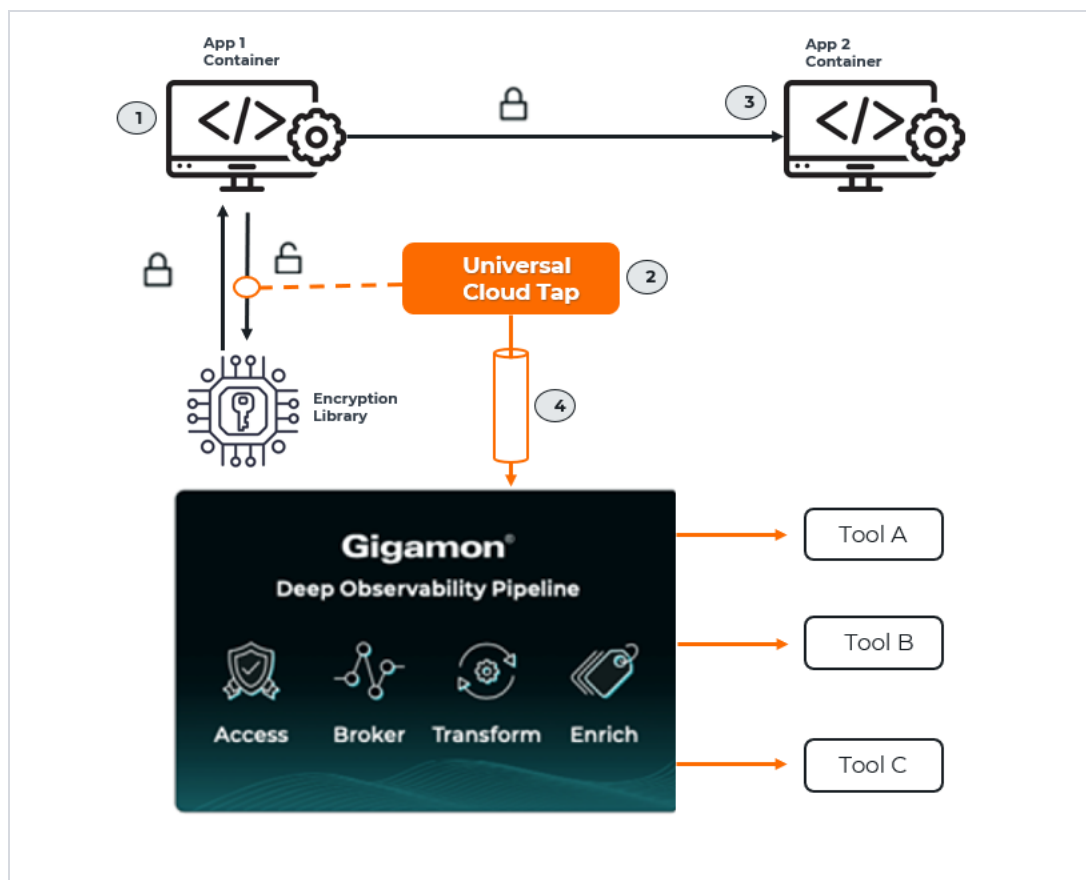 App 1
Container
App 2
Container
1
</>
3
</>
Universal
Cloud Tap
2
Encryption
Library
4
Gigamon®
Deep Observability Pipeline
Access
Broker
Transform
Enrich
Tool A
Tool B
Tool C